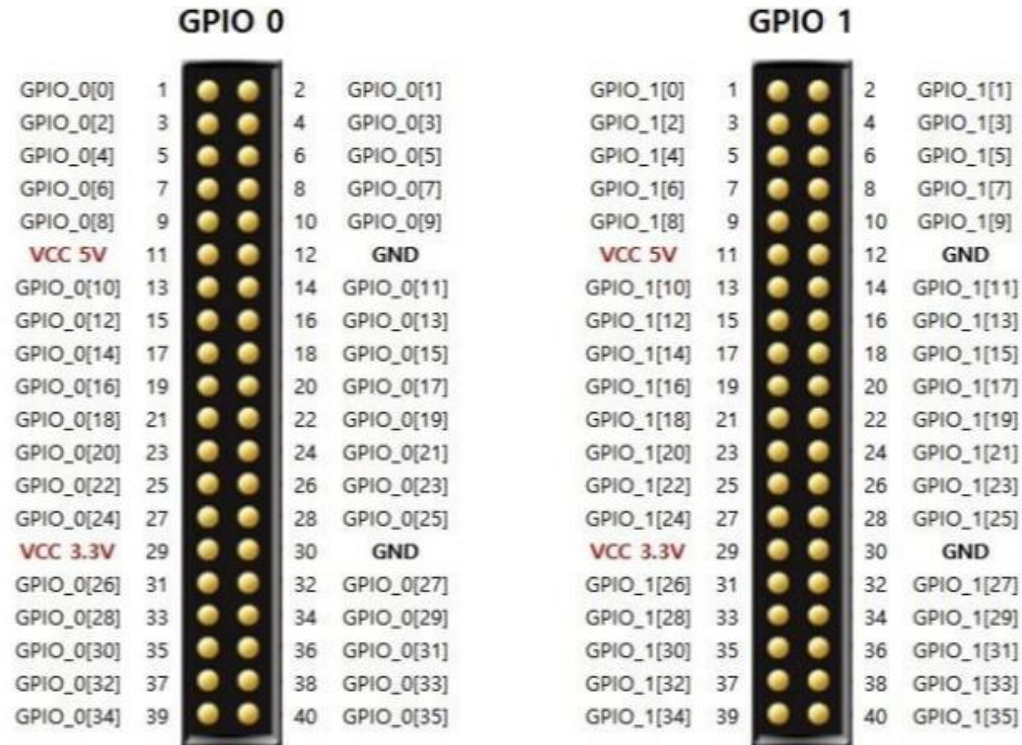 GPIO 0 GPIO 1
GPIO_0[0] 1 2 GPIO_0[1] GPIO_1[0] 1 2 GPIO_1[1]
GPIO_0[2] 3 4 GPIO_0[3] GPIO_1[2] 3 4 GPIO_1[3]
GPIO_0[4] 5 6 GPIO_0[5] GPIO_1[4] 5 6 GPIO_1[5]
GPIO_0[6] 7 8 GPIO_0[7] GPIO_1[6] 7 8 GPIO_1[7]
GPIO_0[8] 9 10 GPIO_0[9] GPIO_1[8] 9 10 GPIO_1[9]
VCC 5V 11 12 GND VCC 5V 11 12 GND
GPIO_0[10] 13 14 GPIO_0[11] GPIO_1[10] 13 14 GPIO_1[11]
GPIO_0[12] 15 16 GPIO_0[13] GPIO_1[12] 15 16 GPIO_1[13]
GPIO_0[14] 17 18 GPIO_0[15] GPIO_1[14] 17 18 GPIO_1[15]
GPIO_0[16] 19 20 GPIO_0[17] GPIO_1[16] 19 20 GPIO_1[17]
GPIO_0[18] 21 22 GPIO_0[19] GPIO_1[18] 21 22 GPIO_1[19]
GPIO_0[20] 23 24 GPIO_0[21] GPIO_1[20] 23 24 GPIO_1[21]
GPIO_0[22] 25 26 GPIO_0[23] GPIO_1[22] 25 26 GPIO_1[23]
GPIO_0[24] 27 28 GPIO_0[25] GPIO_1[24] 27 28 GPIO_1[25]
VCC 3.3V 29 30 GND VCC 3.3V 29 30 GND
GPIO_0[26] 31 32 GPIO_0[27] GPIO_1[26] 31 32 GPIO_1[27]
GPIO_0[28] 33 34 GPIO_0[29] GPIO_1[28] 33 34 GPIO_1[29]
GPIO_0[30] 35 36 GPIO_0[31] GPIO_1[30] 35 36 GPIO_1[31]
GPIO_0[32] 37 38 GPIO_0[33] GPIO_1[32] 37 38 GPIO_1[33]
GPIO_0[34] 39 40 GPIO_0[35] GPIO_1[34] 39 40 GPIO_1[35]